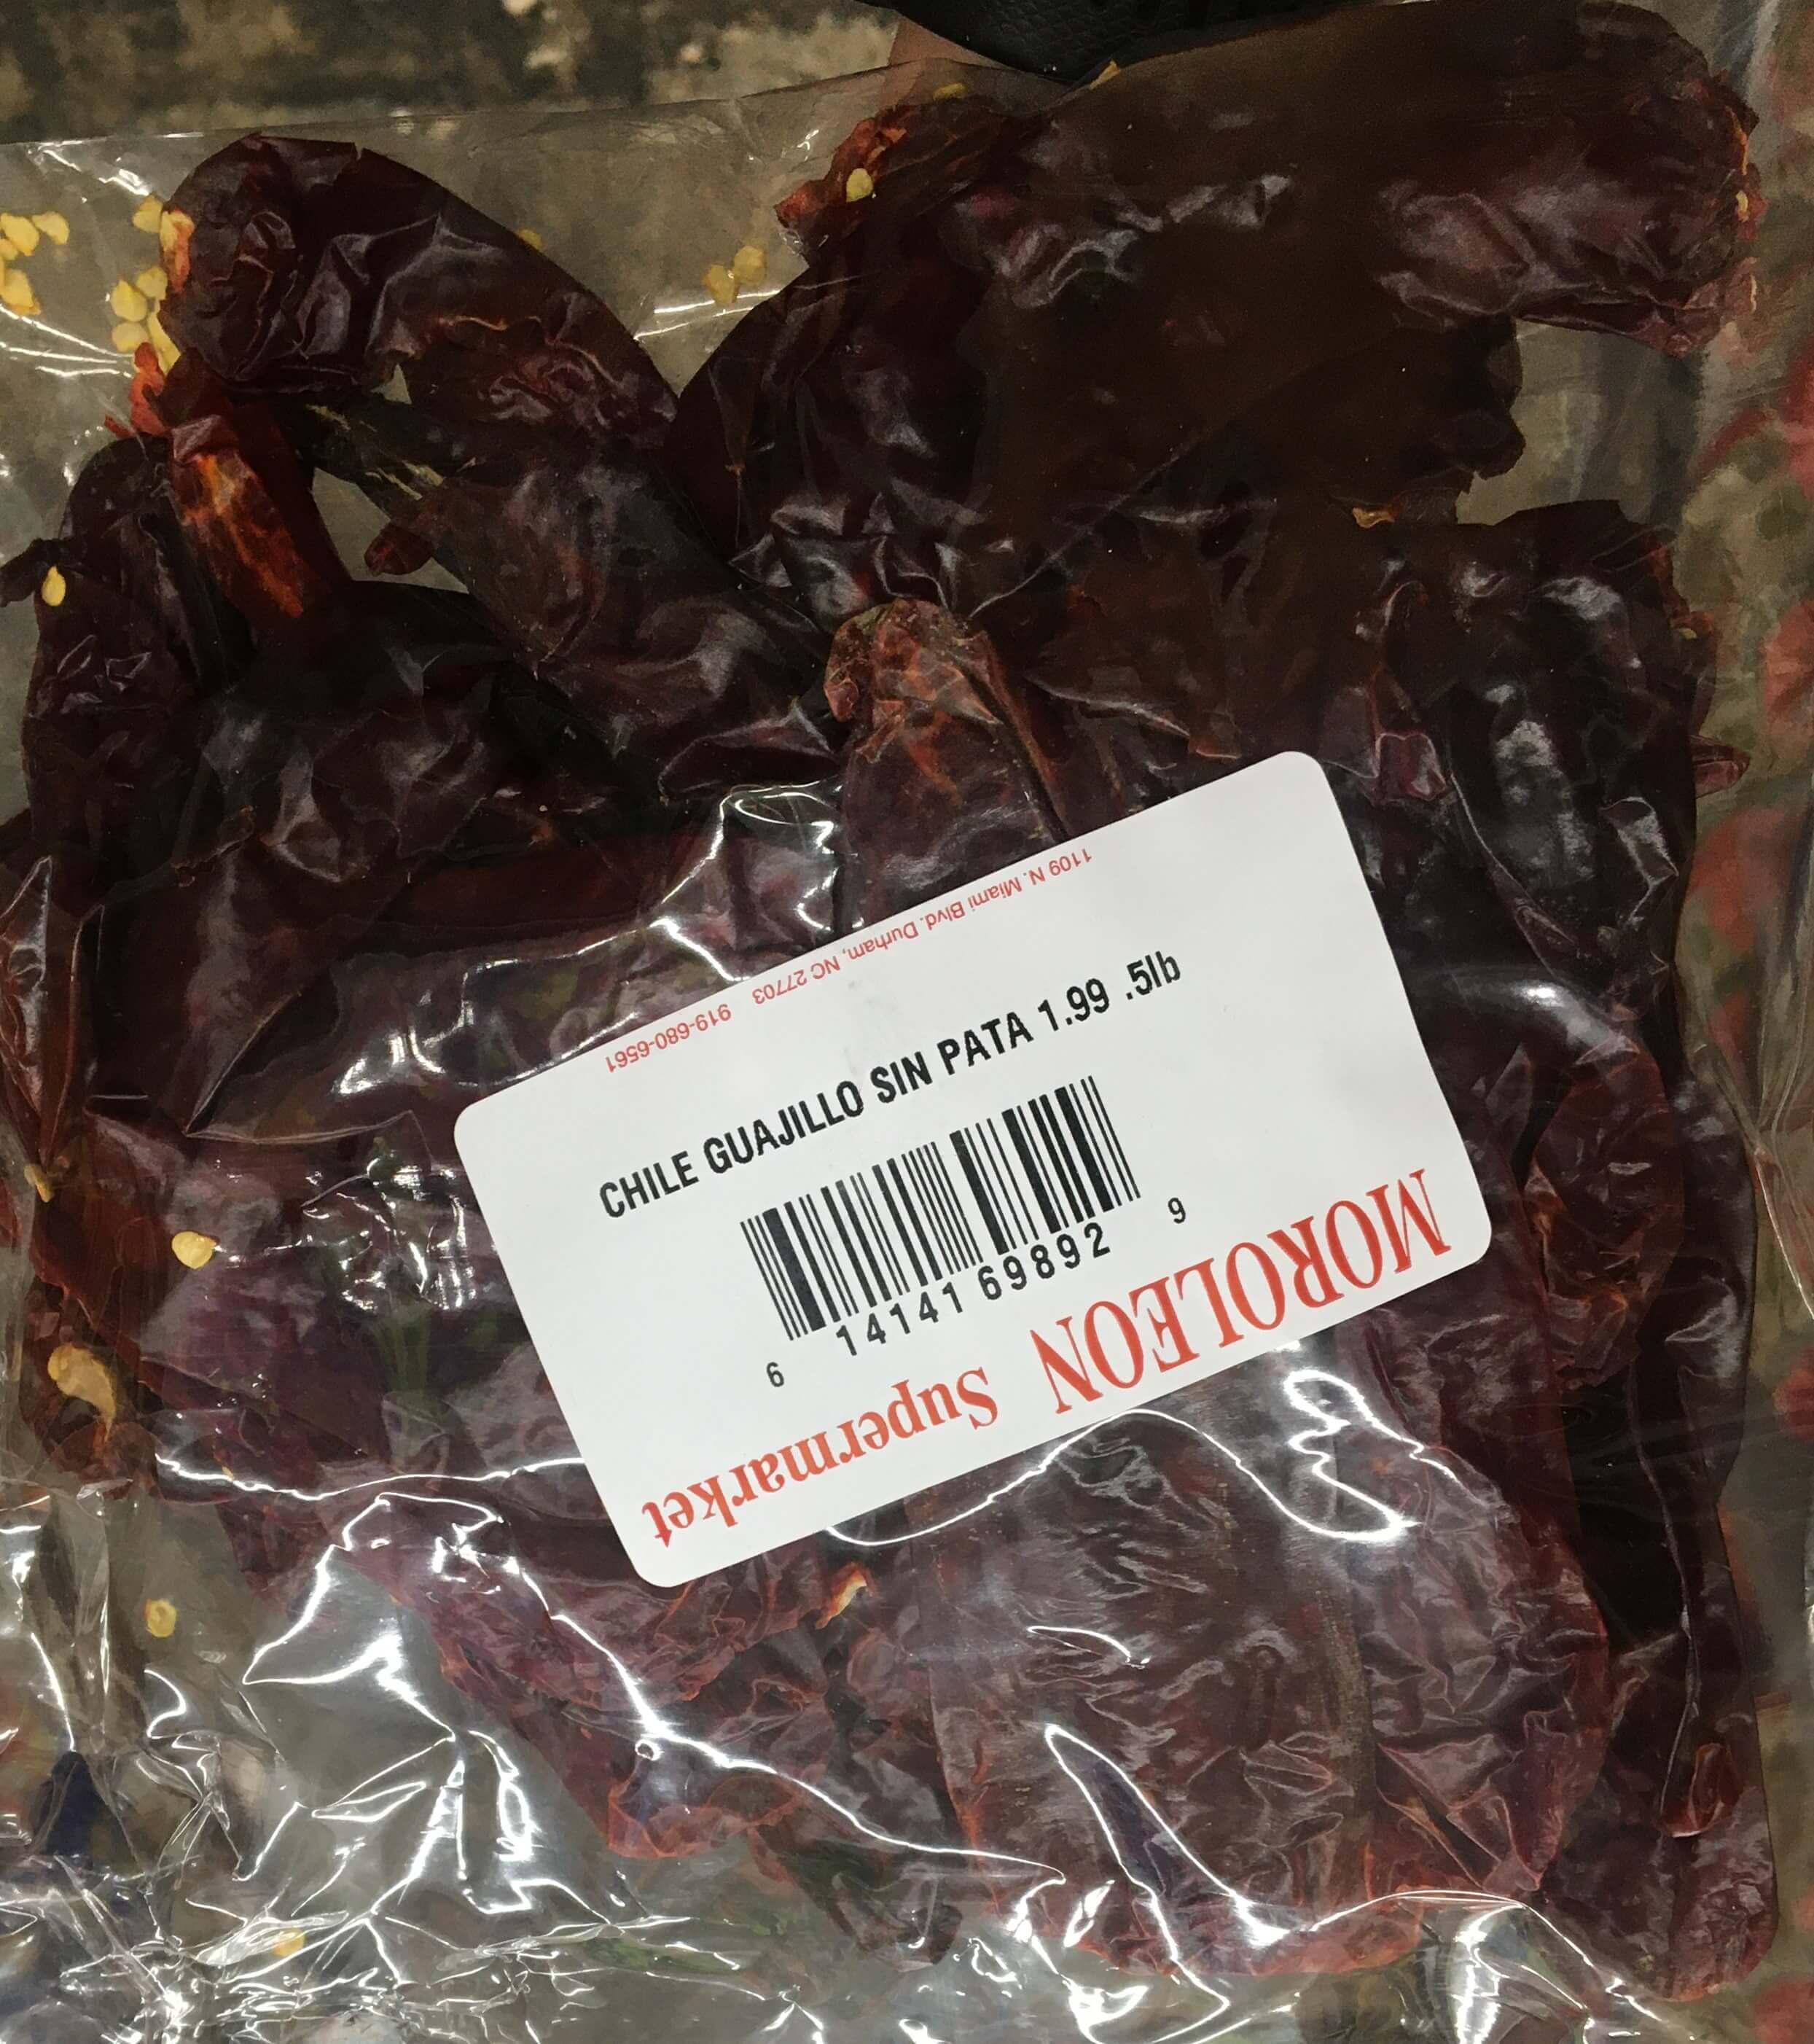 CHILE GUAJILLO SIN PATA 1.99 .5lb
6 14141 69892 9
MOROLEON Supermarket
1109 N. Miami Blvd. Durham, NC 27703 919-680-6561